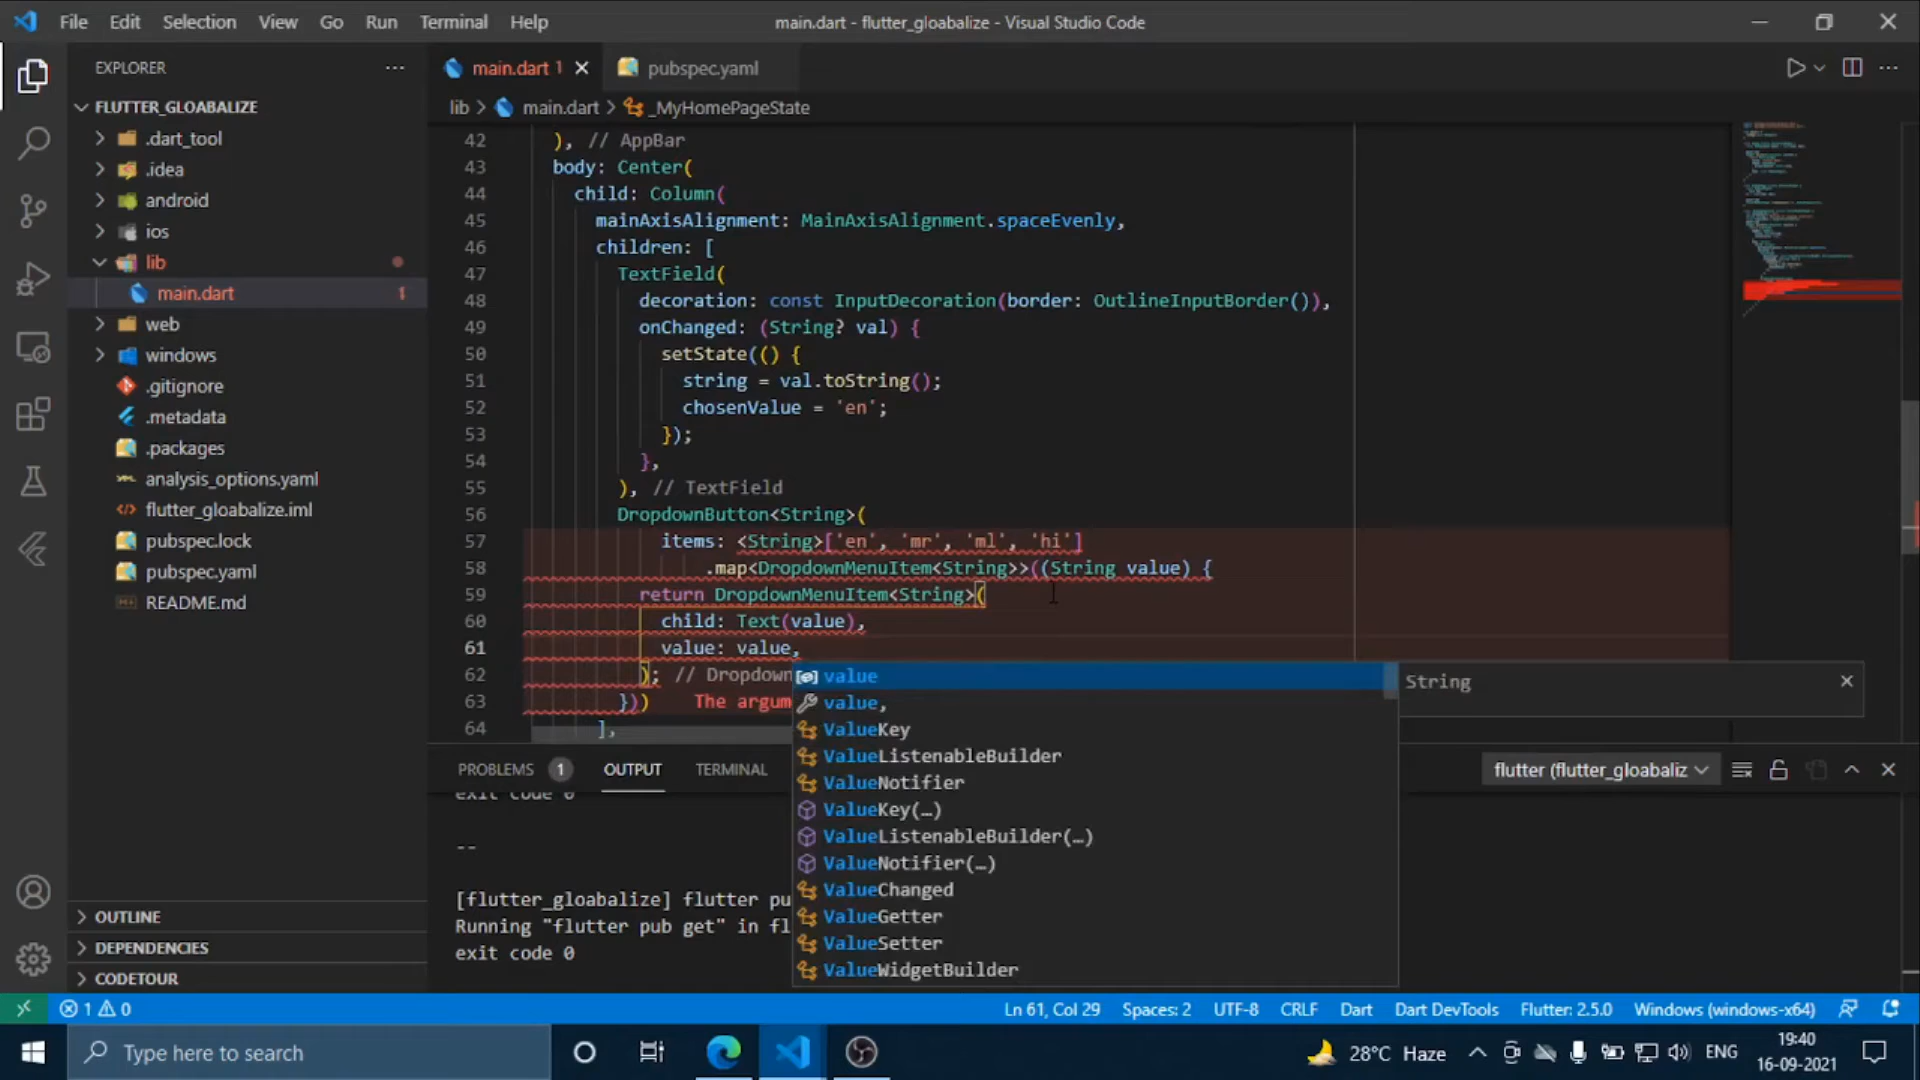 File Edit Selection View Go Run Terminal Help
main.dart - flutter_gloabalize - Visual Studio Code
EXPLORER
FLUTTER_GLOABALIZE
.dart_tool
.idea
android
ios
lib
main.dart 1
web
windows
.gitignore
.metadata
.packages
analysis_options.yaml
flutter_gloabalize.iml
pubspec.lock
pubspec.yaml
README.md
OUTLINE
DEPENDENCIES
CODETOUR
main.dart 1 pubspec.yaml
lib > main.dart > _MyHomePageState
42 ), // AppBar
43 body: Center(
44 child: Column(
45 mainAxisAlignment: MainAxisAlignment.spaceEvenly,
46 children: [
47 TextField(
48 decoration: const InputDecoration(border: OutlineInputBorder()),
49 onChanged: (String? val) {
50 setState(() {
51 string = val.toString();
52 chosenValue = 'en';
53 });
54 },
55 ), // TextField
56 DropdownButton<String>(
57 items: <String>['en', 'mr', 'ml', 'hi']
58 .map<DropdownMenuItem<String>>((String value) {
59 return DropdownMenuItem<String>(
60 child: Text(value),
61 value: value,
62 ); // Dropdown
63 })) The argum
64 ],
value
value,
ValueKey
ValueListenableBuilder
ValueNotifier
ValueKey(…)
ValueListenableBuilder(…)
ValueNotifier(…)
ValueChanged
ValueGetter
ValueSetter
ValueWidgetBuilder
String
PROBLEMS 1 OUTPUT TERMINAL
flutter (flutter_gloabaliz
exit code 0
--
[flutter_gloabalize] flutter pu
Running "flutter pub get" in fl
exit code 0
1 0
Ln 61, Col 29 Spaces: 2 UTF-8 CRLF Dart Dart DevTools Flutter: 2.5.0 Windows (windows-x64)
Type here to search
28°C Haze
ENG
19:40
16-09-2021